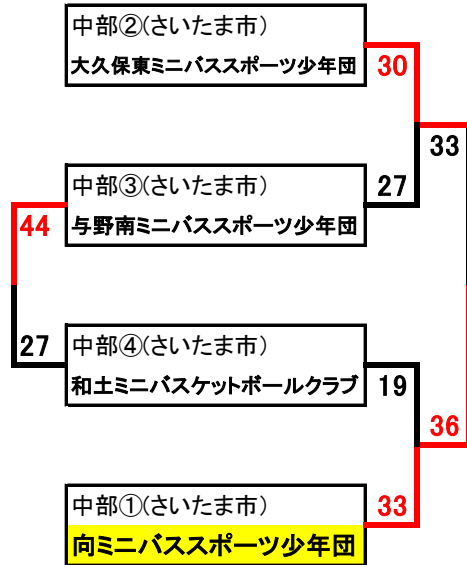 中部②(さいたま市)
大久保東ミニバススポーツ少年団
30
33
中部③(さいたま市)
27
与野南ミニバススポーツ少年団
44
27
中部④(さいたま市)
和土ミニバスケットボールクラブ
19
36
中部①(さいたま市)
33
向ミニバススポーツ少年団